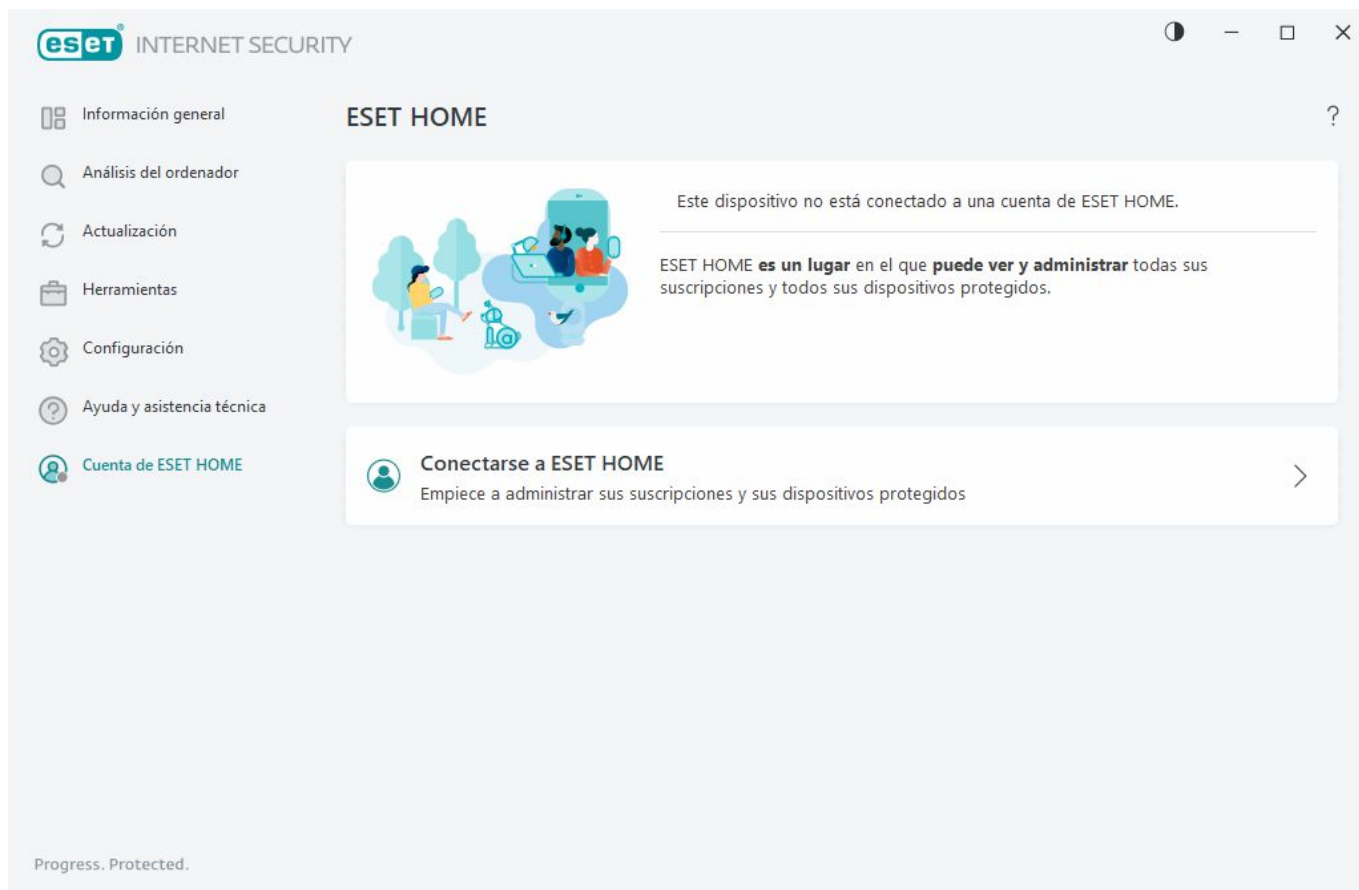 eset® INTERNET SECURITY
Información general
Análisis del ordenador
Actualización
Herramientas
Configuración
Ayuda y asistencia técnica
Cuenta de ESET HOME
ESET HOME
?
Este dispositivo no está conectado a una cuenta de ESET HOME.
ESET HOME es un lugar en el que puede ver y administrar todas sus
suscripciones y todos sus dispositivos protegidos.
Conectarse a ESET HOME
Empiece a administrar sus suscripciones y sus dispositivos protegidos
Progress. Protected.